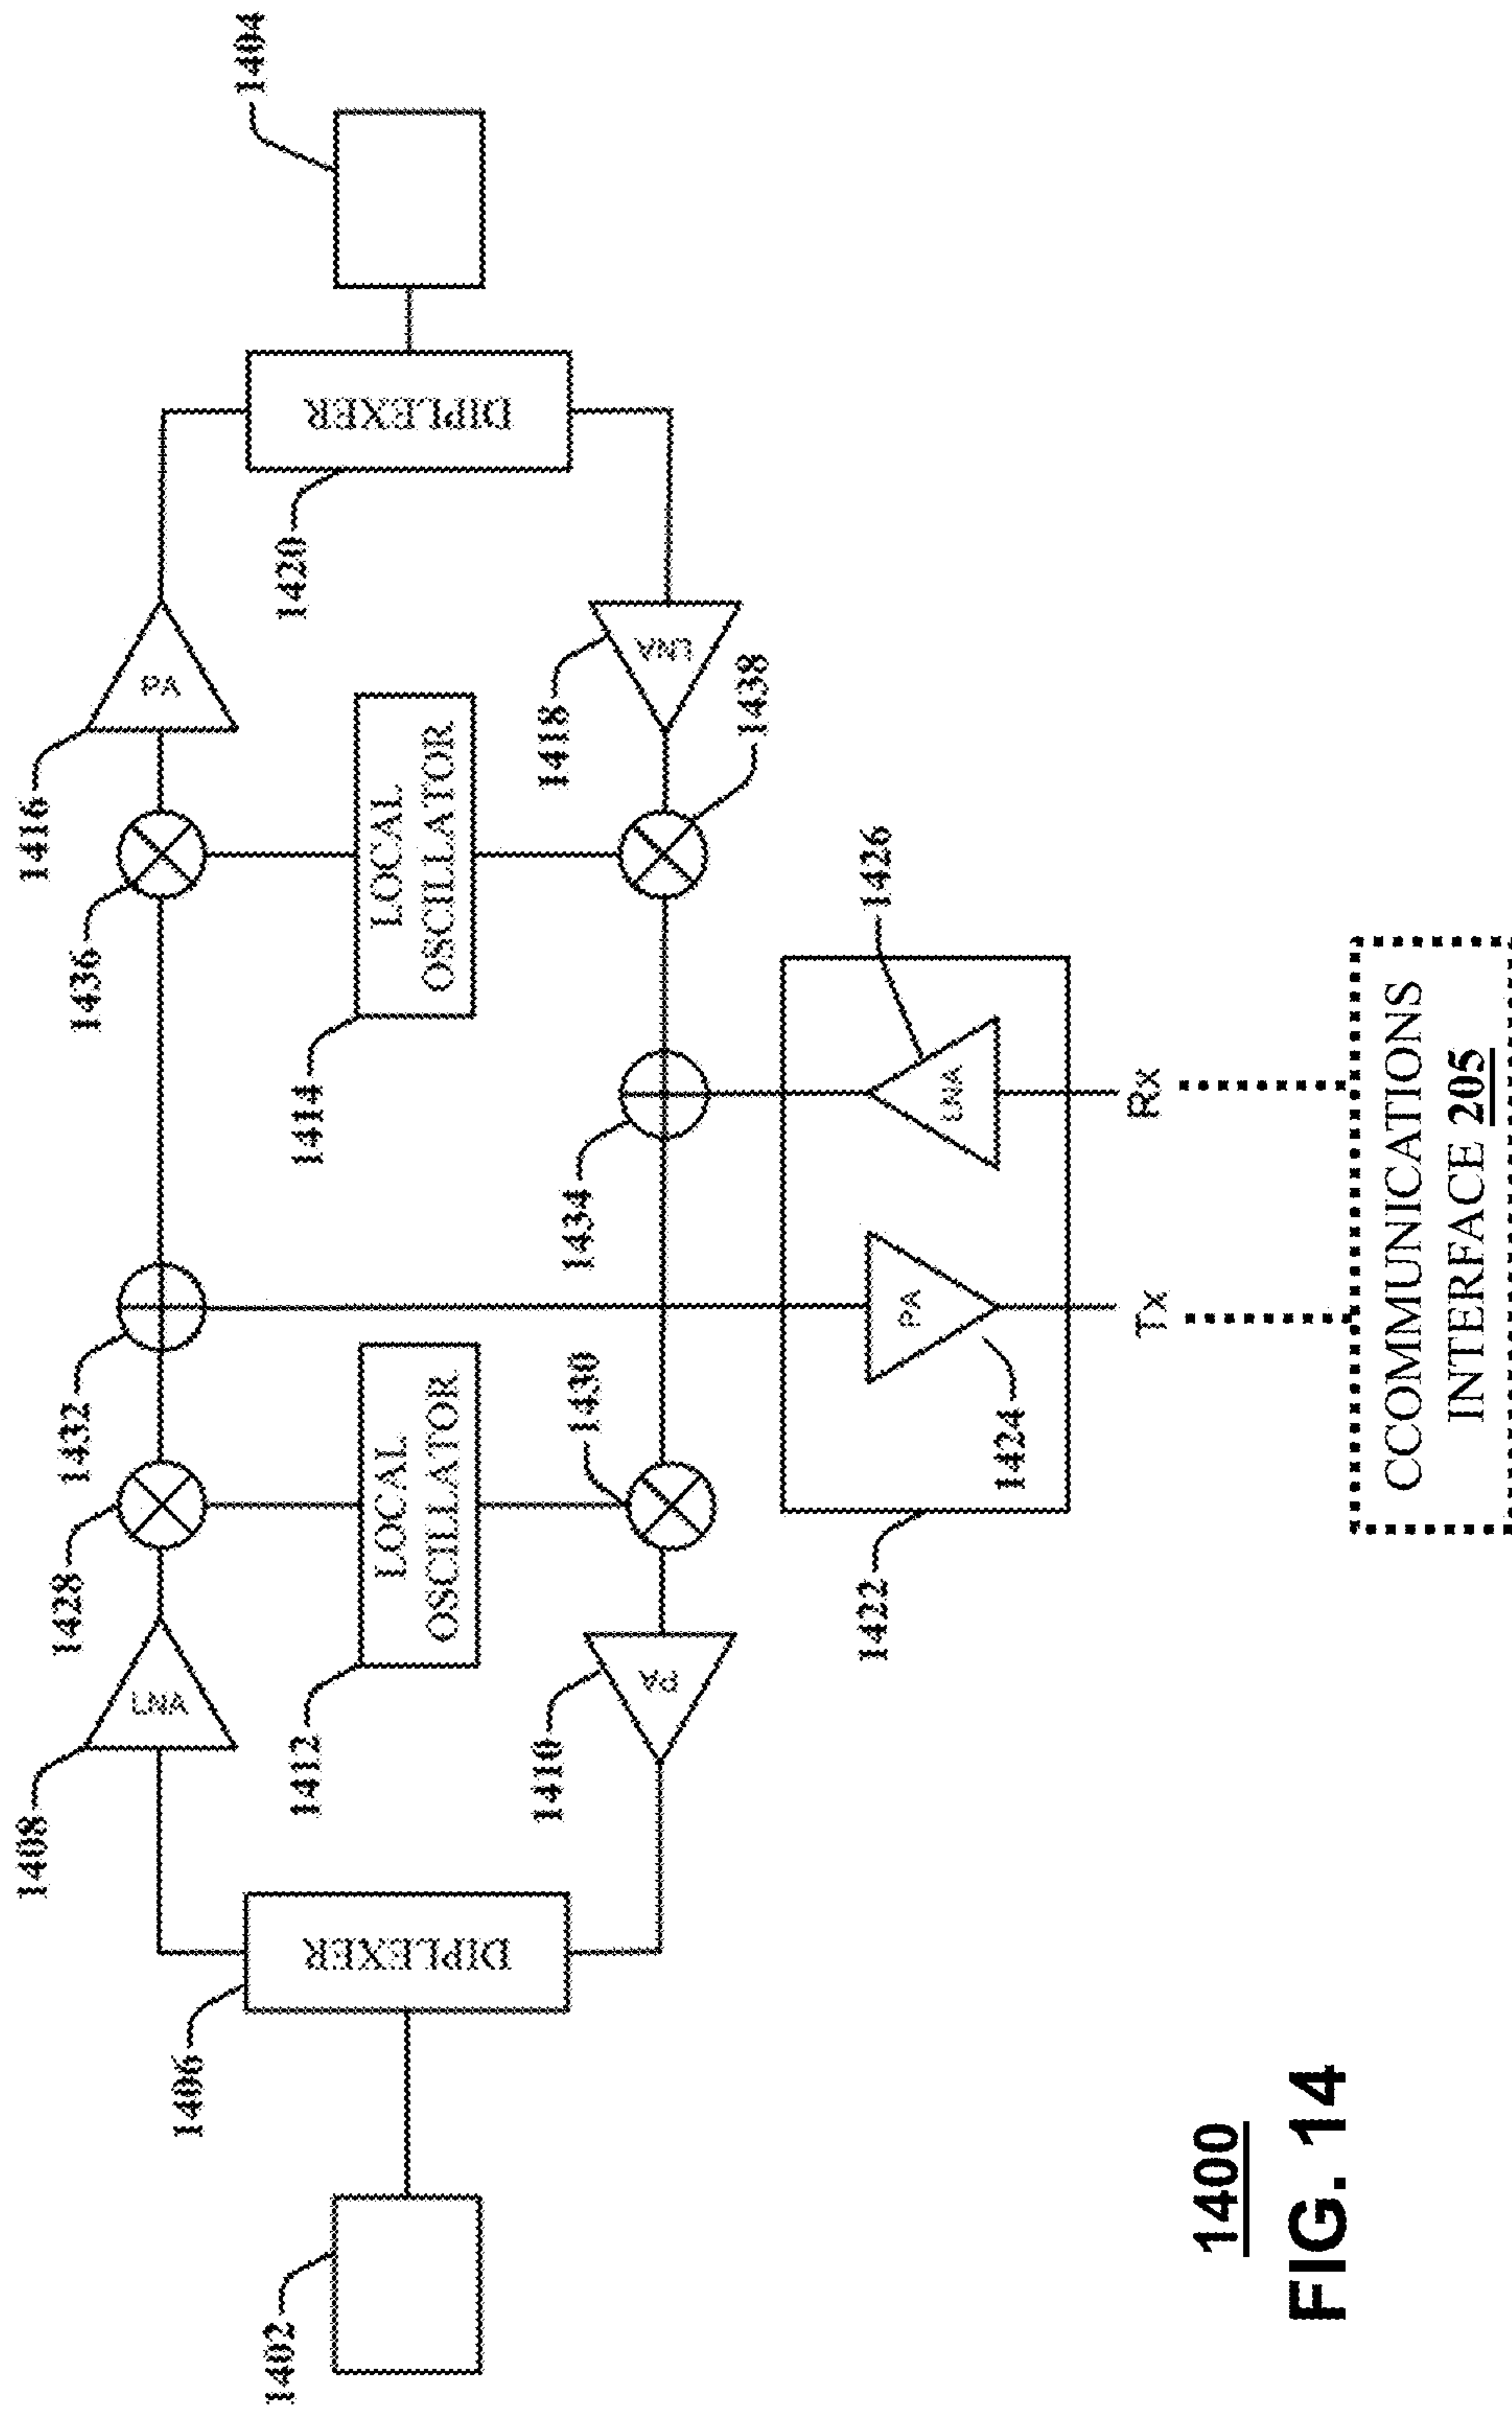 1408
1416
1428
1432
1436
LNA
PA
1406
1404
1402
1420
1412
1414
DIPLEXER
LOCAL
OSCILLATOR
LOCAL
OSCILLATOR
DIPLEXER
1410
1430
1434
1418
PA
LNA
1438
1422
1426
PA
LNA
1424
Tx
Rx
CCOMMUNICATIONS
INTERFACE 205
1400
FIG. 14